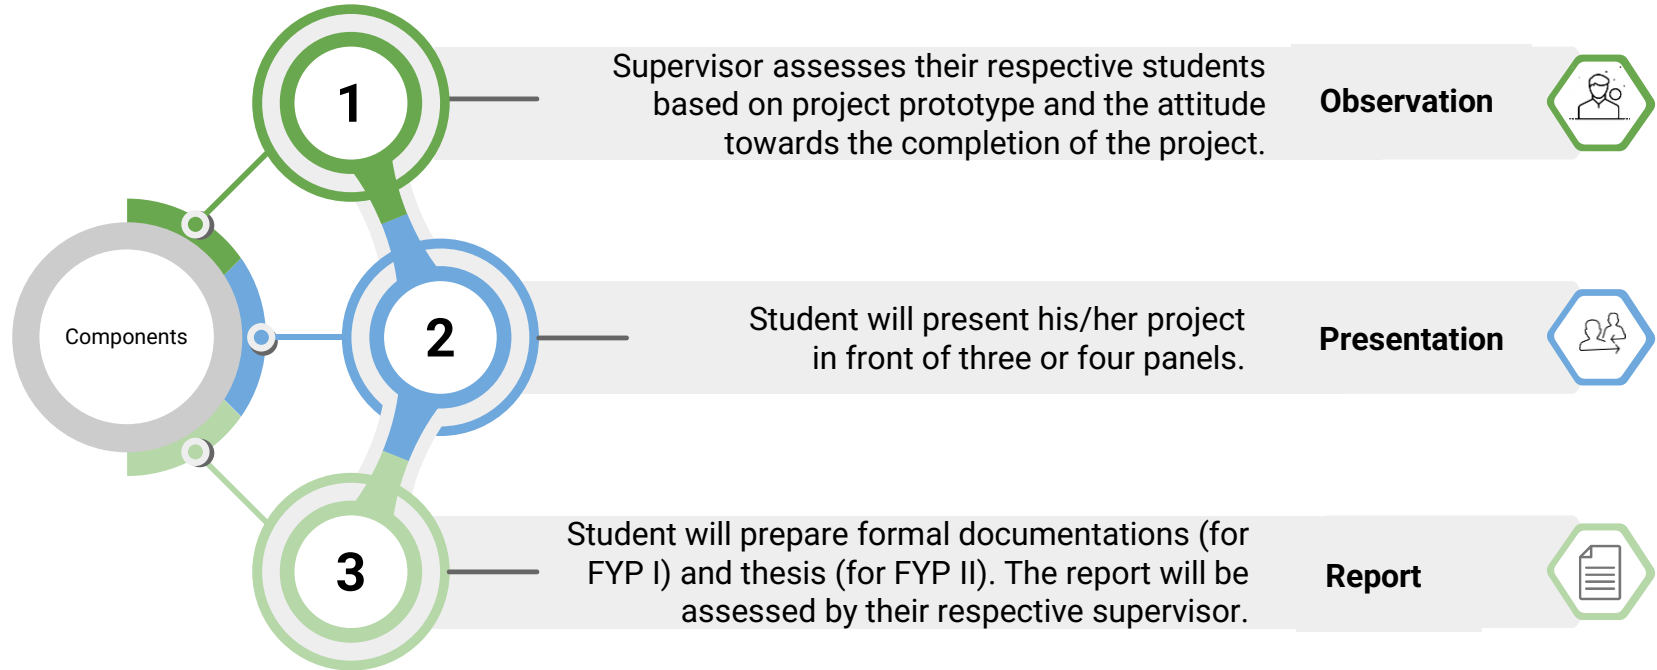 Components
1
Supervisor assesses their respective students
based on project prototype and the attitude
towards the completion of the project.
Observation
2
Student will present his/her project
in front of three or four panels.
Presentation
3
Student will prepare formal documentations (for
FYP I) and thesis (for FYP II). The report will be
assessed by their respective supervisor.
Report